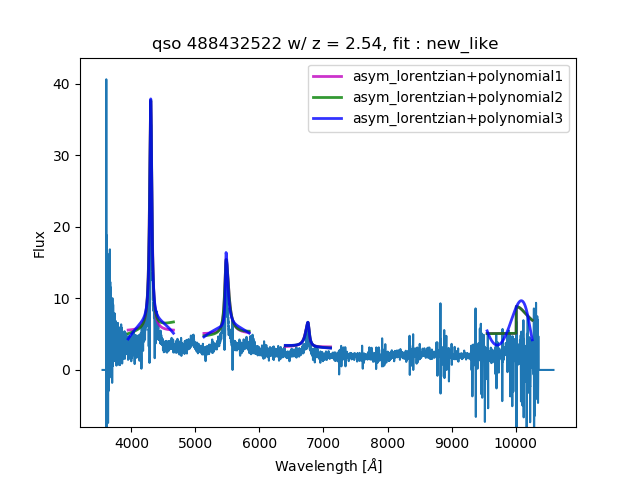 qso 488432522 w/ z = 2.54, fit : new_like
asym_lorentzian+polynomial1
asym_lorentzian+polynomial2
asym_lorentzian+polynomial3
Flux
40
30
20
10
0
4000 5000 6000 7000 8000 9000 10000
Wavelength [Å]